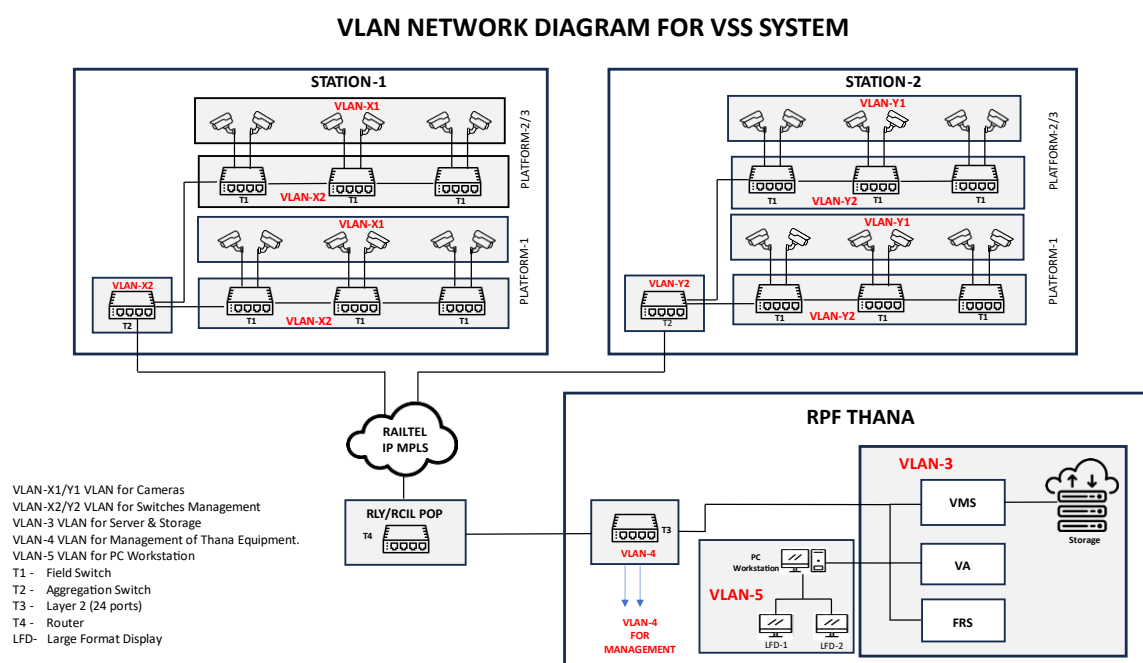 VLAN NETWORK DIAGRAM FOR VSS SYSTEM
STATION-1
VLAN-X1
PLATFORM-2/3
T1
T1
T1
VLAN-X2
VLAN-X1
PLATFORM-1
VLAN-X2
T2
T1
T1
T1
VLAN-X2
STATION-2
VLAN-Y1
PLATFORM-2/3
T1
T1
T1
VLAN-Y2
VLAN-Y1
PLATFORM-1
VLAN-Y2
T2
T1
T1
T1
VLAN-Y2
RAILTEL
IP MPLS
RLY/RCIL POP
T4
VLAN-X1/Y1 VLAN for Cameras
VLAN-X2/Y2 VLAN for Switches Management
VLAN-3 VLAN for Server & Storage
VLAN-4 VLAN for Management of Thana Equipment.
VLAN-5 VLAN for PC Workstation
T1 - Field Switch
T2 - Aggregation Switch
T3 - Layer 2 (24 ports)
T4 - Router
LFD- Large Format Display
RPF THANA
T3
VLAN-4
VLAN-4
FOR
MANAGEMENT
PC
Workstation
VLAN-5
LFD-1
LFD-2
VLAN-3
VMS
Storage
VA
FRS